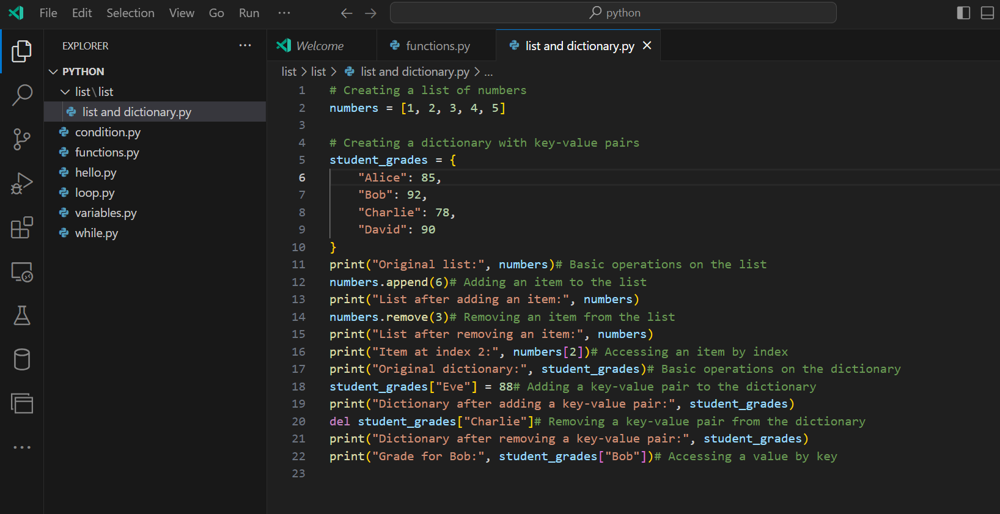 File Edit Selection View Go Run ···
python
EXPLORER ···
PYTHON
list\list
list and dictionary.py
condition.py
functions.py
hello.py
loop.py
variables.py
while.py
Welcome functions.py list and dictionary.py
list > list > list and dictionary.py > ...
1 # Creating a list of numbers
2 numbers = [1, 2, 3, 4, 5]
3
4 # Creating a dictionary with key-value pairs
5 student_grades = {
6     "Alice": 85,
7     "Bob": 92,
8     "Charlie": 78,
9     "David": 90
10 }
11 print("Original list:", numbers)# Basic operations on the list
12 numbers.append(6)# Adding an item to the list
13 print("List after adding an item:", numbers)
14 numbers.remove(3)# Removing an item from the list
15 print("List after removing an item:", numbers)
16 print("Item at index 2:", numbers[2])# Accessing an item by index
17 print("Original dictionary:", student_grades)# Basic operations on the dictionary
18 student_grades["Eve"] = 88# Adding a key-value pair to the dictionary
19 print("Dictionary after adding a key-value pair:", student_grades)
20 del student_grades["Charlie"]# Removing a key-value pair from the dictionary
21 print("Dictionary after removing a key-value pair:", student_grades)
22 print("Grade for Bob:", student_grades["Bob"])# Accessing a value by key
23